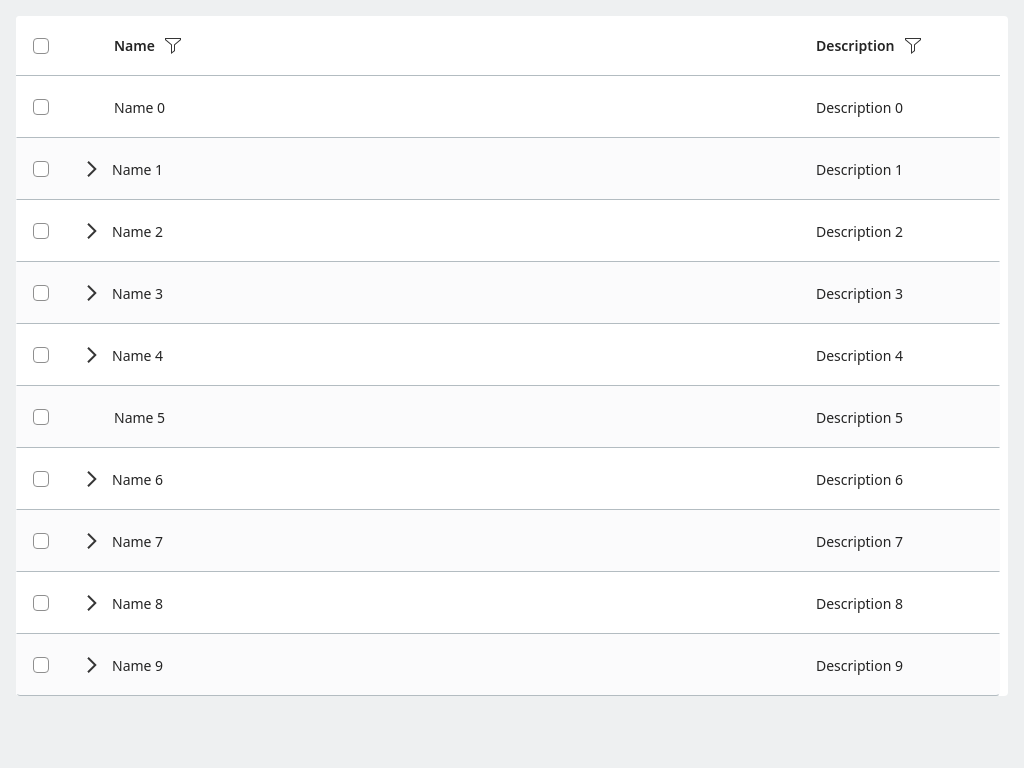 Name Description
Name 0 Description 0
Name 1 Description 1
Name 2 Description 2
Name 3 Description 3
Name 4 Description 4
Name 5 Description 5
Name 6 Description 6
Name 7 Description 7
Name 8 Description 8
Name 9 Description 9